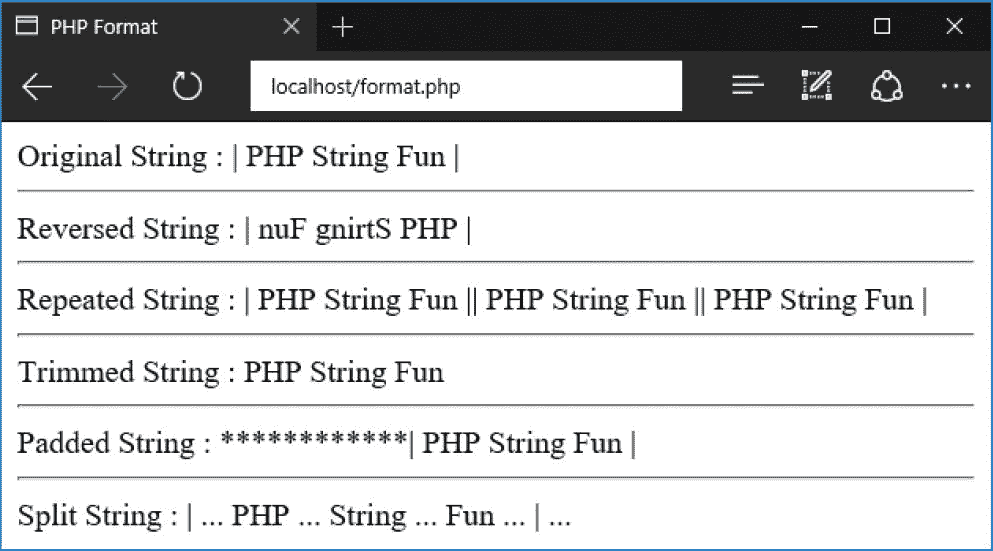 PHP Format
localhost/format.php
Original String : | PHP String Fun |
Reversed String : | nuF gnirtS PHP |
Repeated String : | PHP String Fun || PHP String Fun || PHP String Fun |
Trimmed String : PHP String Fun
Padded String : ************| PHP String Fun |
Split String : | ... PHP ... String ... Fun ... | ...